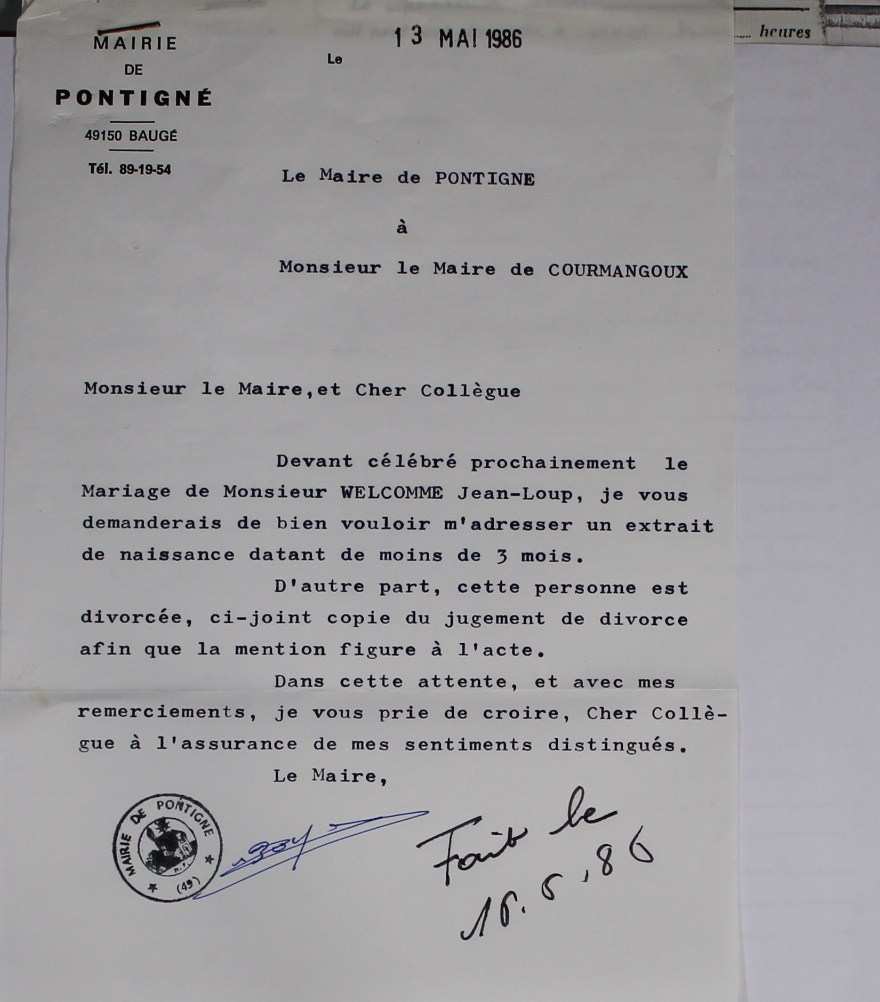 heures
MAIRIE
DE
PONTIGNÉ
49150 BAUGÉ
Tél. 89-19-54
Le 13 MAI 1986
Le Maire de PONTIGNE
à
Monsieur le Maire de COURMANGOUX
Monsieur le Maire,et Cher Collègue
Devant célébré prochainement le
Mariage de Monsieur WELCOMME Jean-Loup, je vous
demanderais de bien vouloir m'adresser un extrait
de naissance datant de moins de 3 mois.
D'autre part, cette personne est
divorcée, ci-joint copie du jugement de divorce
afin que la mention figure à l'acte.
Dans cette attente, et avec mes
remerciements, je vous prie de croire, Cher Collè-
gue à l'assurance de mes sentiments distingués.
Le Maire,
MAIRIE DE PONTIGNE
(49)
Fait le